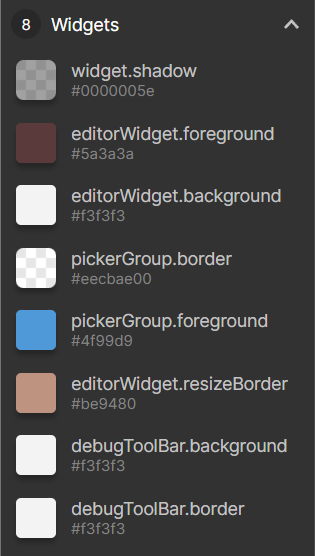 8 Widgets
widget.shadow
#0000005e
editorWidget.foreground
#5a3a3a
editorWidget.background
#f3f3f3
pickerGroup.border
#eecbae00
pickerGroup.foreground
#4f99d9
editorWidget.resizeBorder
#be9480
debugToolBar.background
#f3f3f3
debugToolBar.border
#f3f3f3